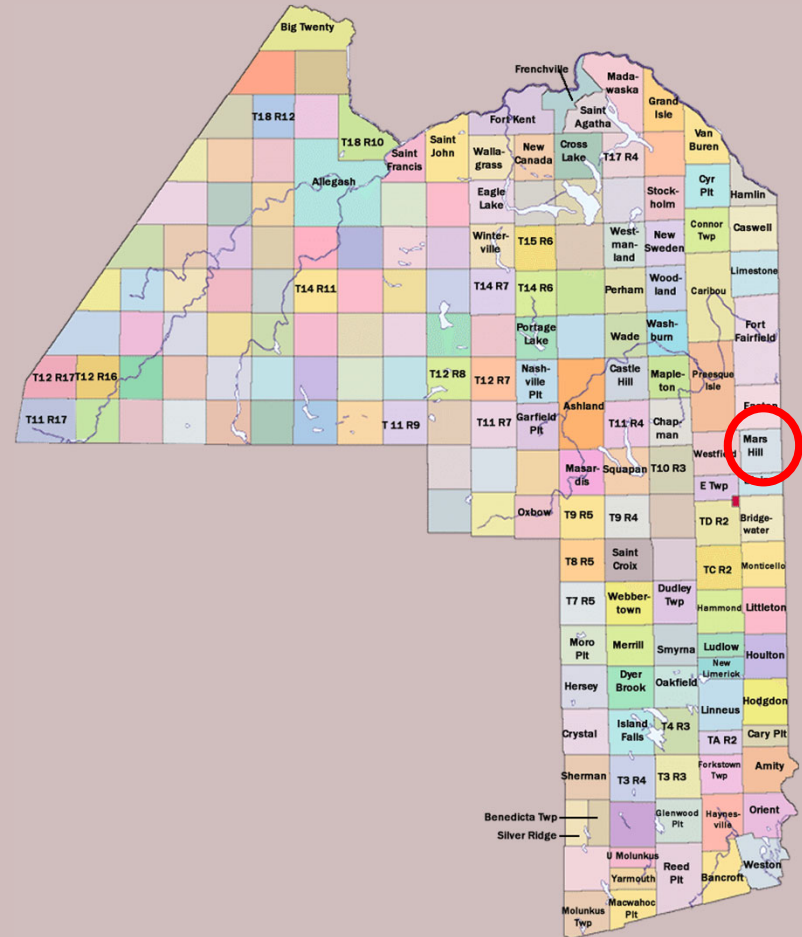 Big Twenty
Frenchville
Mada-
waska
T18 R12
Fort Kent
Saint
Agatha
Grand
Isle
T18 R10
Saint
Francis
Saint
John
Walla-
grass
New
Canada
Cross
Lake
T17 R4
Van
Buren
Allegash
Eagle
Lake
Stock-
holm
Cyr
Plt
Hamlin
Winter-
ville
T15 R6
West-
man-
land
New
Sweden
Connor
Twp
Caswell
T14 R11
T14 R7
T14 R6
Perham
Wood-
land
Caribou
Limestone
Portage
Lake
Wade
Wash-
burn
Fort
Fairfield
T12 R17
T12 R16
T12 R8
T12 R7
Nash-
ville
Plt
Castle
Hill
Maple-
ton
Presque
Isle
Ashland
Easton
T11 R17
T 11 R9
T11 R7
Garfield
Plt
T11 R4
Chap-
man
Westfield
Mars
Hill
Masar-
dis
Squapan
T10 R3
E Twp
Oxbow
T9 R5
T9 R4
TD R2
Bridge-
water
T8 R5
Saint
Croix
TC R2
Monticello
T7 R5
Webber-
town
Dudley
Twp
Hammond
Littleton
Moro
Plt
Merrill
Smyrna
Ludlow
New
Limerick
Houlton
Hersey
Dyer
Brook
Oakfield
Linneus
Hodgdon
Crystal
Island
Falls
T4 R3
TA R2
Cary Plt
Sherman
T3 R4
T3 R3
Forkstown
Twp
Amity
Benedicta Twp
Silver Ridge
Glenwood
Plt
Haynes-
ville
Orient
U Molunkus
Yarmouth
Reed
Plt
Bancroft
Weston
Molunkus
Twp
Macwahoc
Plt